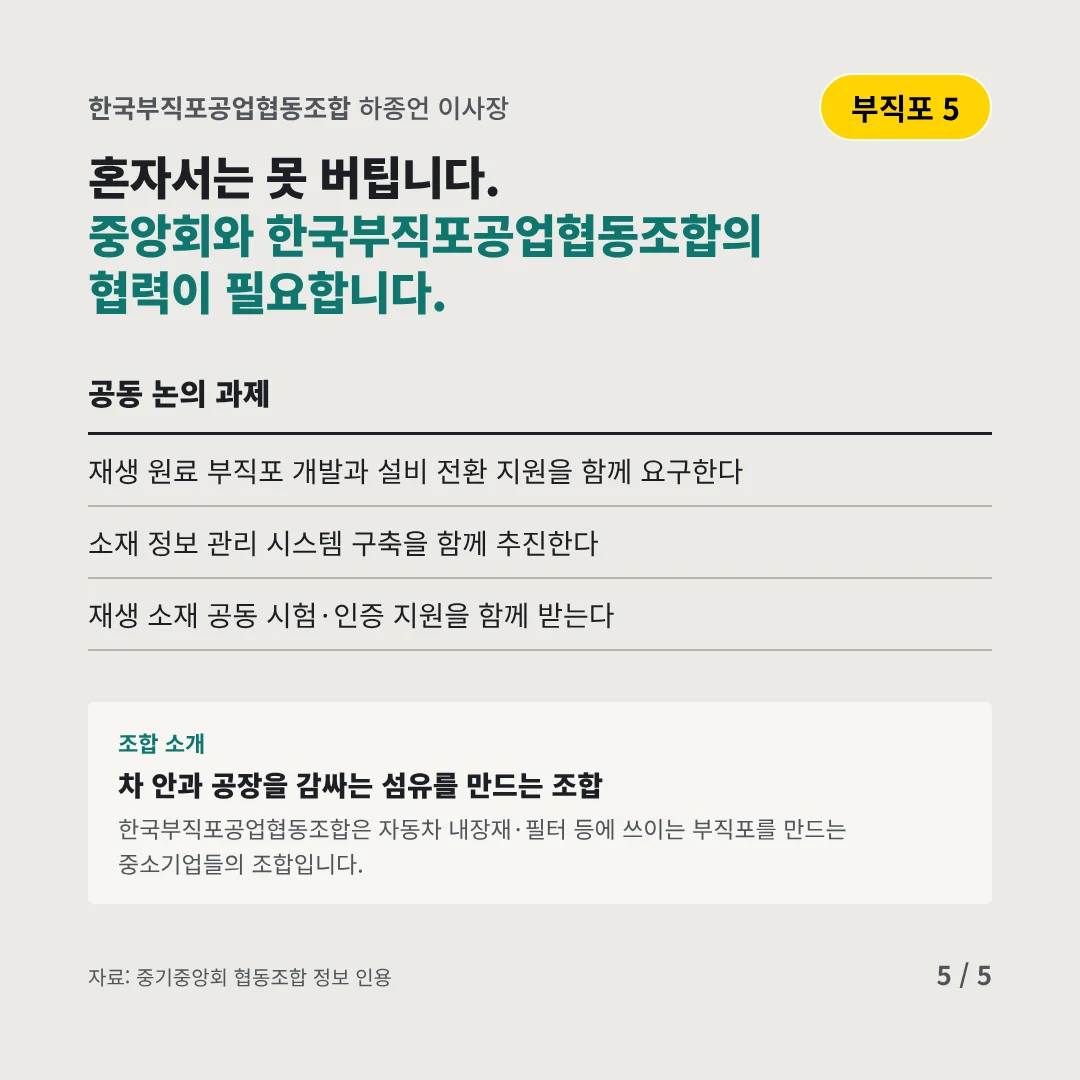 한국부직포공업협동조합 하종언 이사장
부직포 5
혼자서는 못 버팁니다.
중앙회와 한국부직포공업협동조합의
협력이 필요합니다.
공동 논의 과제
재생 원료 부직포 개발과 설비 전환 지원을 함께 요구한다
소재 정보 관리 시스템 구축을 함께 추진한다
재생 소재 공동 시험·인증 지원을 함께 받는다
조합 소개
차 안과 공장을 감싸는 섬유를 만드는 조합
한국부직포공업협동조합은 자동차 내장재·필터 등에 쓰이는 부직포를 만드는
중소기업들의 조합입니다.
자료: 중기중앙회 협동조합 정보 인용
5 / 5